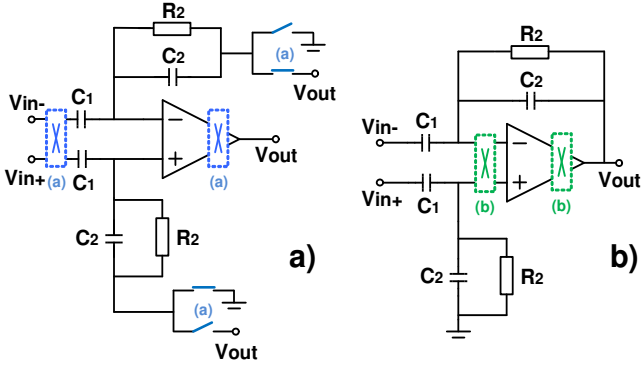 R2
C2
(a)
Vout
Vin-
C1
−
+
Vout
Vin+
(a)
C1
(a)
C2
R2
a)
(a)
Vout
R2
C2
Vin-
C1
−
+
Vout
Vin+
C1
(b)
(b)
C2
R2
b)